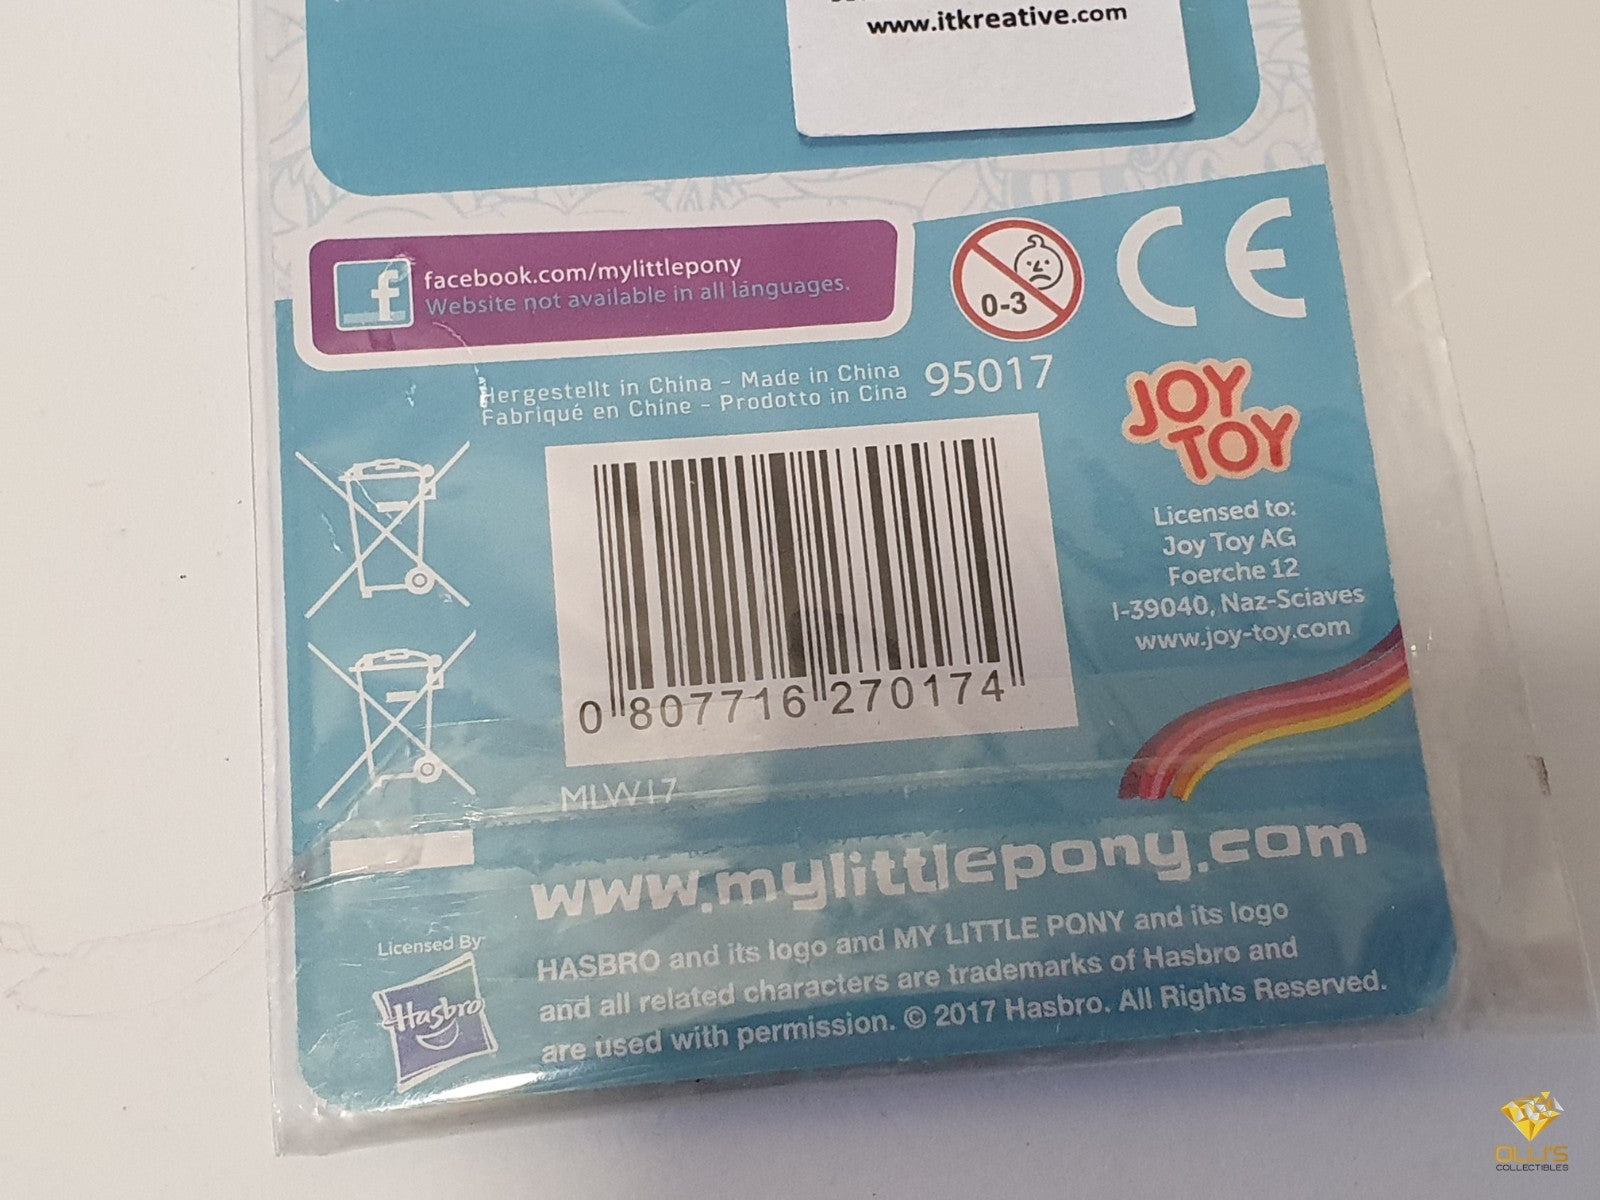 www.itkreative.com
facebook.com/mylittlepony
Website not available in all languages.
0-3
CE
Hergestellt in China - Made in China
Fabriqué en Chine - Prodotto in Cina
95017
JOY
TOY
Licensed to:
Joy Toy AG
Foerche 12
I-39040, Naz-Sciaves
www.joy-toy.com
0 807716 270174
MLW17
www.mylittlepony.com
Licensed By
Hasbro
HASBRO and its logo and MY LITTLE PONY and its logo
and all related characters are trademarks of Hasbro and
are used with permission. © 2017 Hasbro. All Rights Reserved.
OLLI'S
COLLECTIBLES